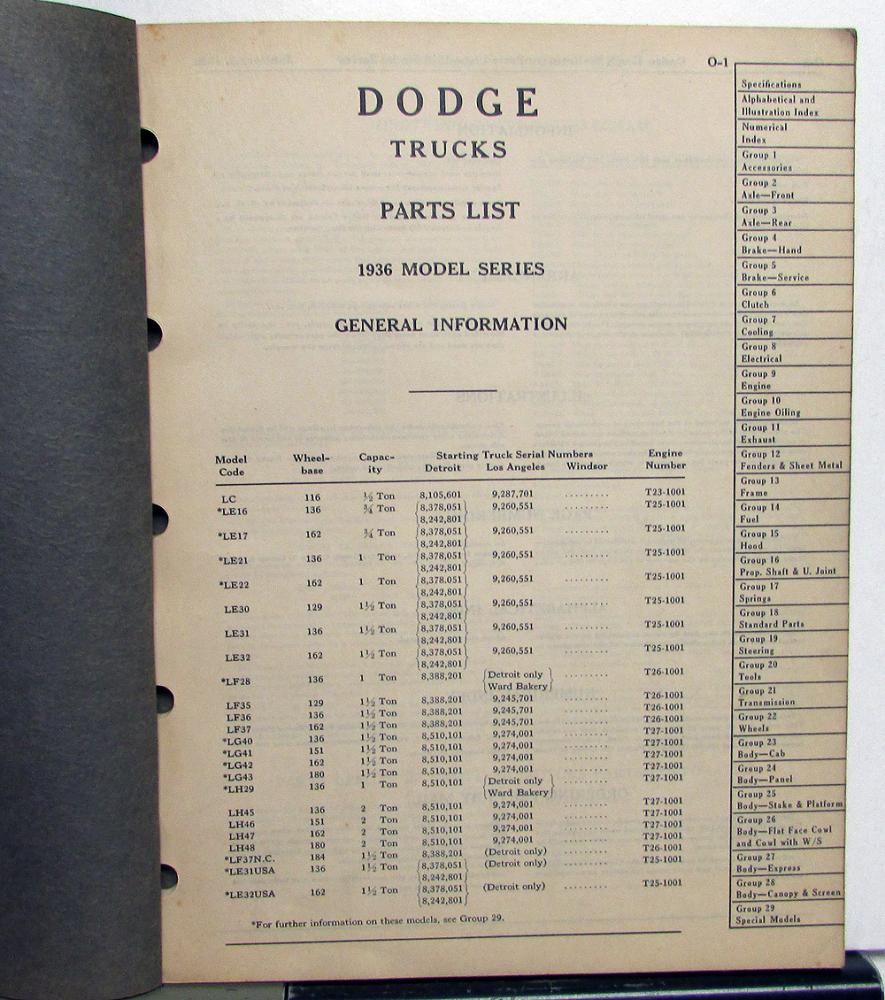 O-1
DODGE
TRUCKS
PARTS LIST
1936 MODEL SERIES
GENERAL INFORMATION
Model Wheel- Capac- Starting Truck Serial Numbers Engine
Code base ity Detroit Los Angeles Windsor Number
LC 116 ½ Ton 8,105,601 9,287,701 ......... T23-1001
*LE16 136 ¾ Ton {8,378,051} 9,260,551 ......... T25-1001
{8,242,801}
*LE17 162 ¾ Ton {8,378,051} 9,260,551 ......... T25-1001
{8,242,801}
*LE21 136 1 Ton {8,378,051} 9,260,551 ......... T25-1001
{8,242,801}
*LE22 162 1 Ton {8,378,051} 9,260,551 ......... T25-1001
{8,242,801}
LE30 129 1½ Ton {8,378,051} 9,260,551 ......... T25-1001
{8,242,801}
LE31 136 1½ Ton {8,378,051} 9,260,551 ......... T25-1001
{8,242,801}
LE32 162 1½ Ton {8,378,051} 9,260,551 ......... T25-1001
{8,242,801}
*LF28 136 1 Ton 8,388,201 {Detroit only} ......... T26-1001
{Ward Bakery}
LF35 129 1½ Ton 8,388,201 9,245,701 ......... T26-1001
LF36 136 1½ Ton 8,388,201 9,245,701 ......... T26-1001
LF37 162 1½ Ton 8,388,201 9,245,701 ......... T26-1001
*LG40 136 1½ Ton 8,510,101 9,274,001 ......... T27-1001
*LG41 151 1½ Ton 8,510,101 9,274,001 ......... T27-1001
*LG42 162 1½ Ton 8,510,101 9,274,001 ......... T27-1001
*LG43 180 1½ Ton 8,510,101 9,274,001 ......... T27-1001
*LH29 136 1 Ton 8,510,101 {Detroit only} ......... T27-1001
{Ward Bakery}
LH45 136 2 Ton 8,510,101 9,274,001 ......... T27-1001
LH46 151 2 Ton 8,510,101 9,274,001 ......... T27-1001
LH47 162 2 Ton 8,510,101 9,274,001 ......... T27-1001
LH48 180 2 Ton 8,510,101 9,274,001 ......... T27-1001
*LF37N.C. 184 1½ Ton 8,388,201 (Detroit only) ......... T26-1001
*LE31USA 136 1½ Ton {8,378,051} (Detroit only) ......... T25-1001
{8,242,801}
*LE32USA 162 1½ Ton {8,378,051} (Detroit only) ......... T25-1001
{8,242,801}
*For further information on these models, see Group 29.
Specifications
Alphabetical and
Illustration Index
Numerical
Index
Group 1
Accessories
Group 2
Axle—Front
Group 3
Axle—Rear
Group 4
Brake—Hand
Group 5
Brake—Service
Group 6
Clutch
Group 7
Cooling
Group 8
Electrical
Group 9
Engine
Group 10
Engine Oiling
Group 11
Exhaust
Group 12
Fenders & Sheet Metal
Group 13
Frame
Group 14
Fuel
Group 15
Hood
Group 16
Prop. Shaft & U. Joint
Group 17
Springs
Group 18
Standard Parts
Group 19
Steering
Group 20
Tools
Group 21
Transmission
Group 22
Wheels
Group 23
Body—Cab
Group 24
Body—Panel
Group 25
Body—Stake & Platform
Group 26
Body—Flat Face Cowl
and Cowl with W/S
Group 27
Body—Express
Group 28
Body—Canopy & Screen
Group 29
Special Models